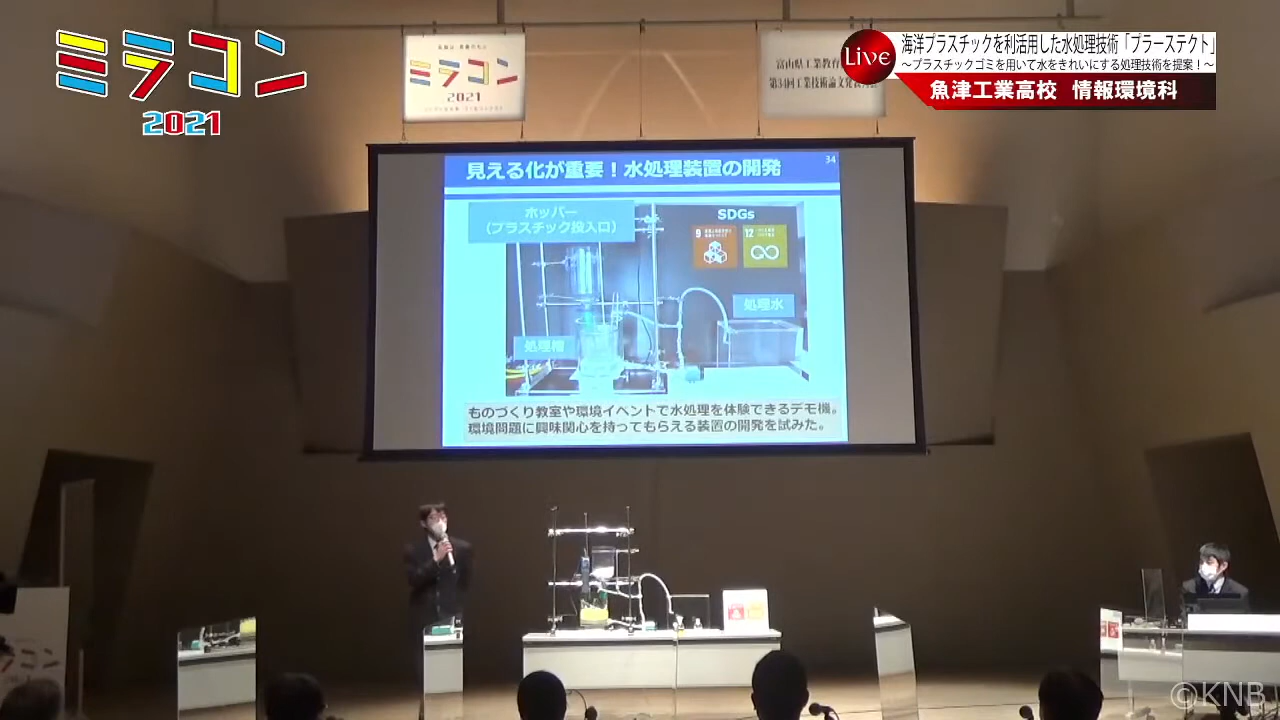 ミラコン
2021
Live
海洋プラスチックを利活用した水処理技術「プラーステクト」
～プラスチックゴミを用いて水をきれいにする処理技術を提案！～
魚津工業高校 情報環境科
ミラコン
2021
富山県工業教育
第34回工業技術論文発表
見える化が重要！水処理装置の開発
34
ホッパー
（プラスチック投入口）
SDGs
9
12
処理水
処理槽
ものづくり教室や環境イベントで水処理を体験できるデモ機。
環境問題に興味関心を持ってもらえる装置の開発を試みた。
©KNB